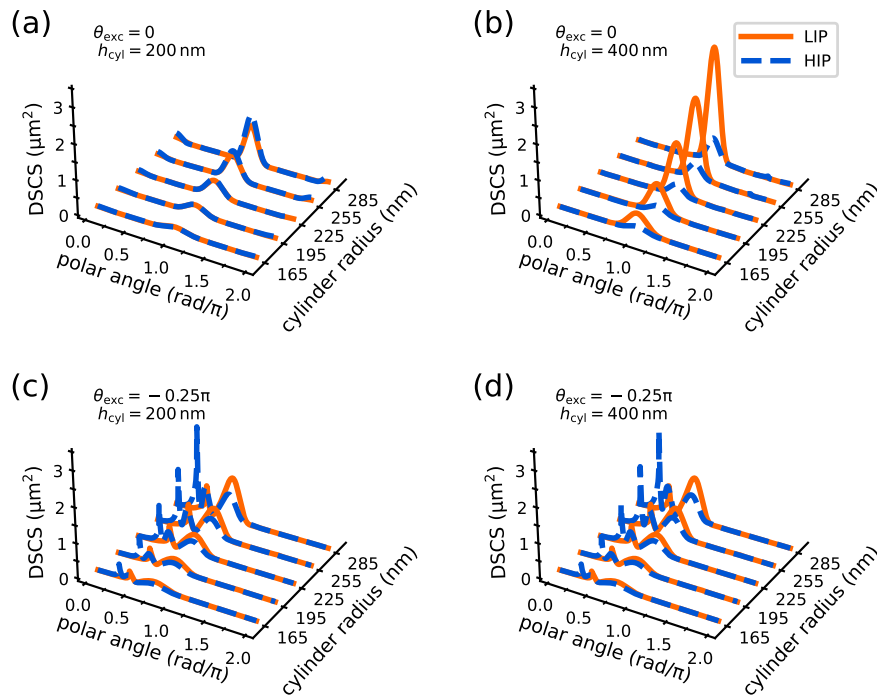 (a)
θexc = 0
hcyl = 200 nm
DSCS (µm²)
3
2
1
0
0.0
0.5
1.0
1.5
2.0
polar angle (rad/π)
165
195
225
255
285
cylinder radius (nm)
(b)
θexc = 0
hcyl = 400 nm
LIP
HIP
DSCS (µm²)
3
2
1
0
0.0
0.5
1.0
1.5
2.0
polar angle (rad/π)
165
195
225
255
285
cylinder radius (nm)
(c)
θexc = − 0.25π
hcyl = 200 nm
DSCS (µm²)
3
2
1
0
0.0
0.5
1.0
1.5
2.0
polar angle (rad/π)
165
195
225
255
285
cylinder radius (nm)
(d)
θexc = − 0.25π
hcyl = 400 nm
DSCS (µm²)
3
2
1
0
0.0
0.5
1.0
1.5
2.0
polar angle (rad/π)
165
195
225
255
285
cylinder radius (nm)